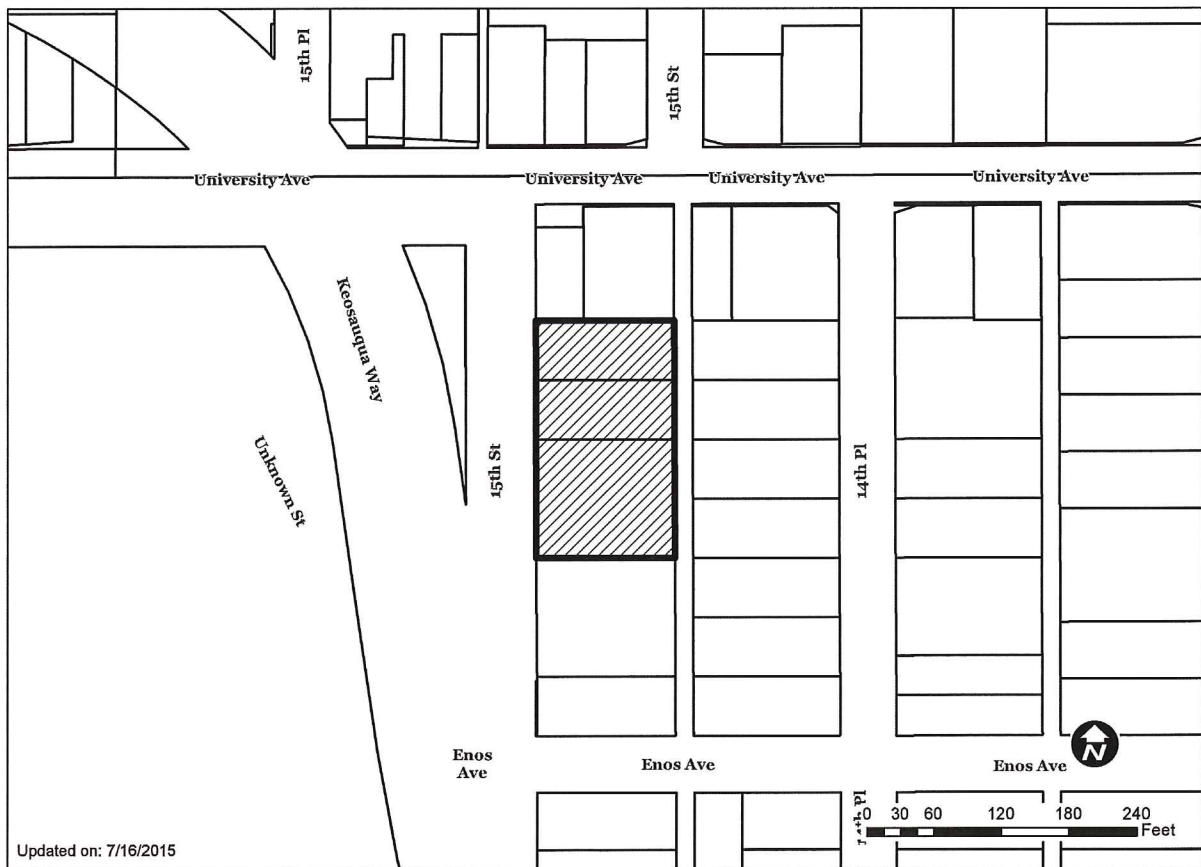 15th Pl
15th St
University Ave
University Ave
University Ave
University Ave
Keosauqua Way
Unknown St
15th St
14th Pl
Enos
Ave
Enos Ave
Enos Ave
N
14th Pl
0 30 60 120 180 240
Feet
Updated on: 7/16/2015